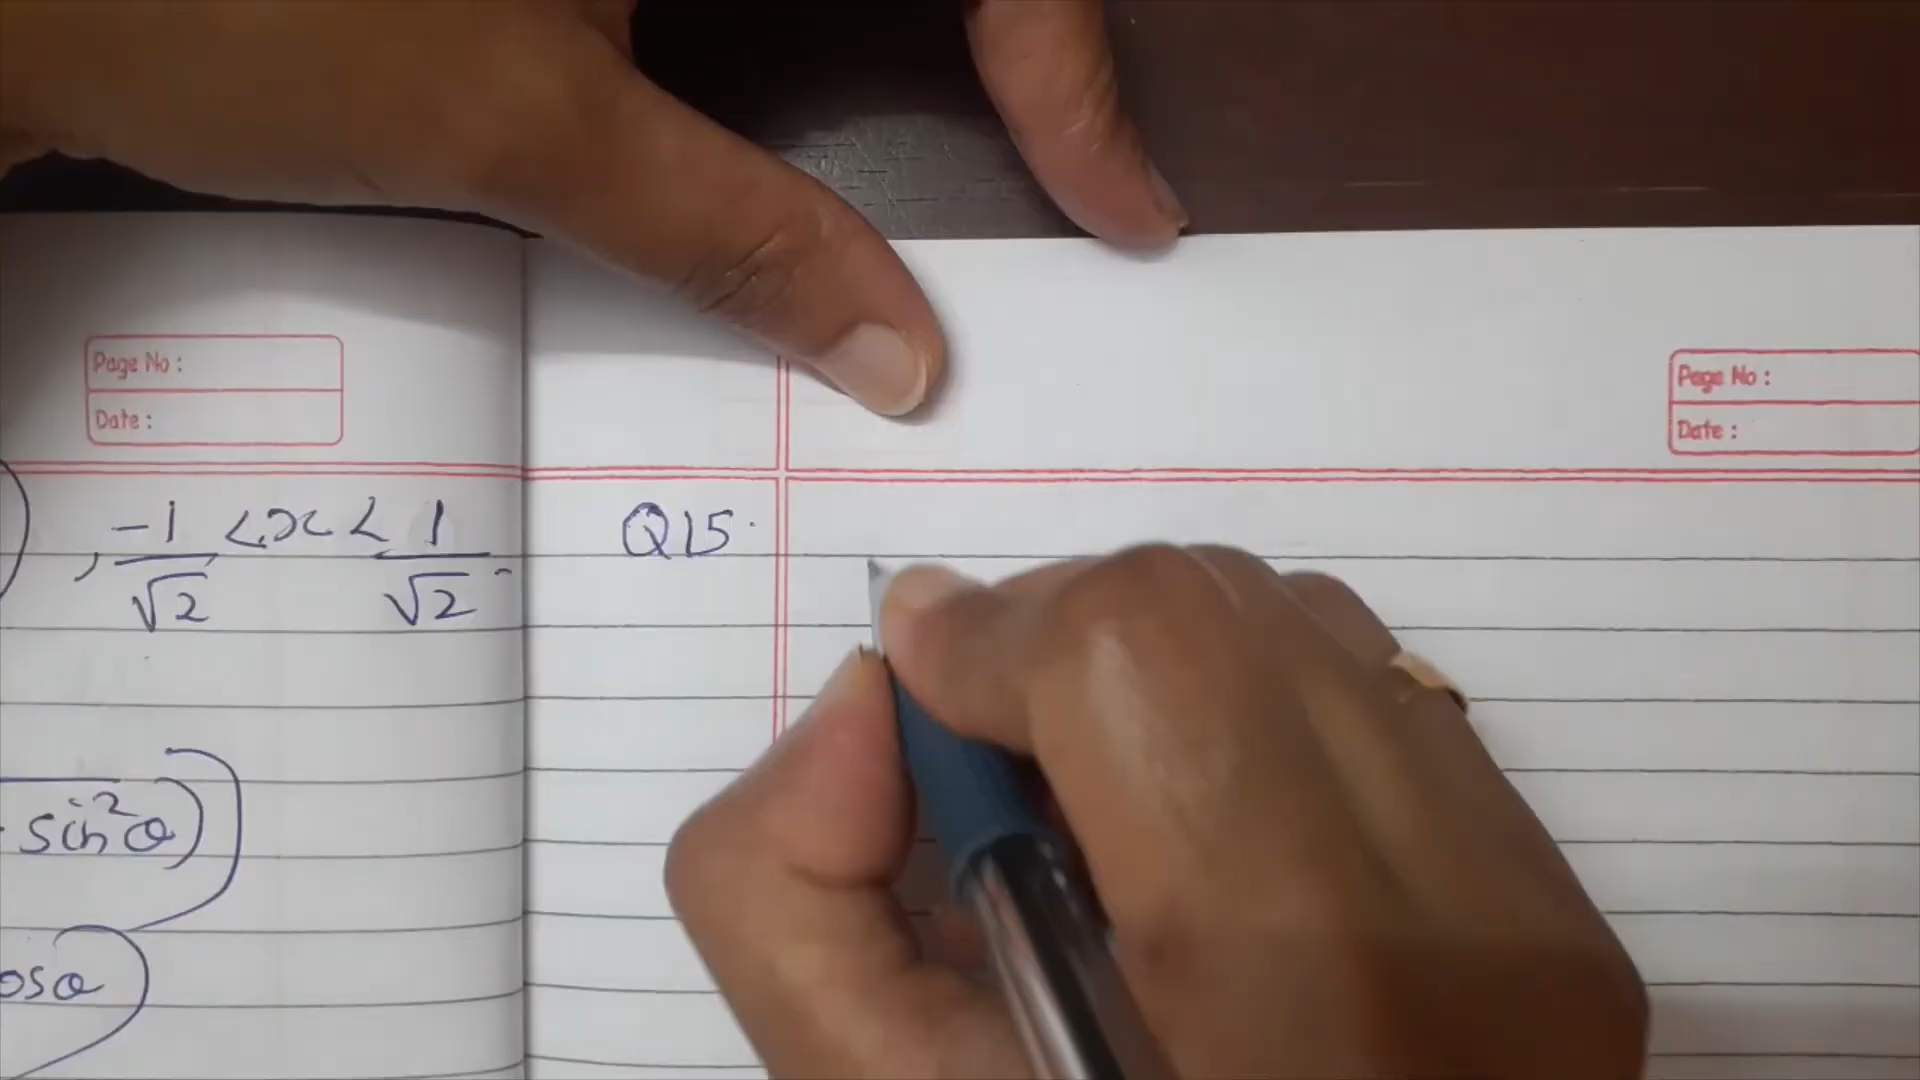 Page No :
Date :
, -1/√2 < x < 1/√2 .
sin²θ))
osθ)
Page No :
Date :
Q15.